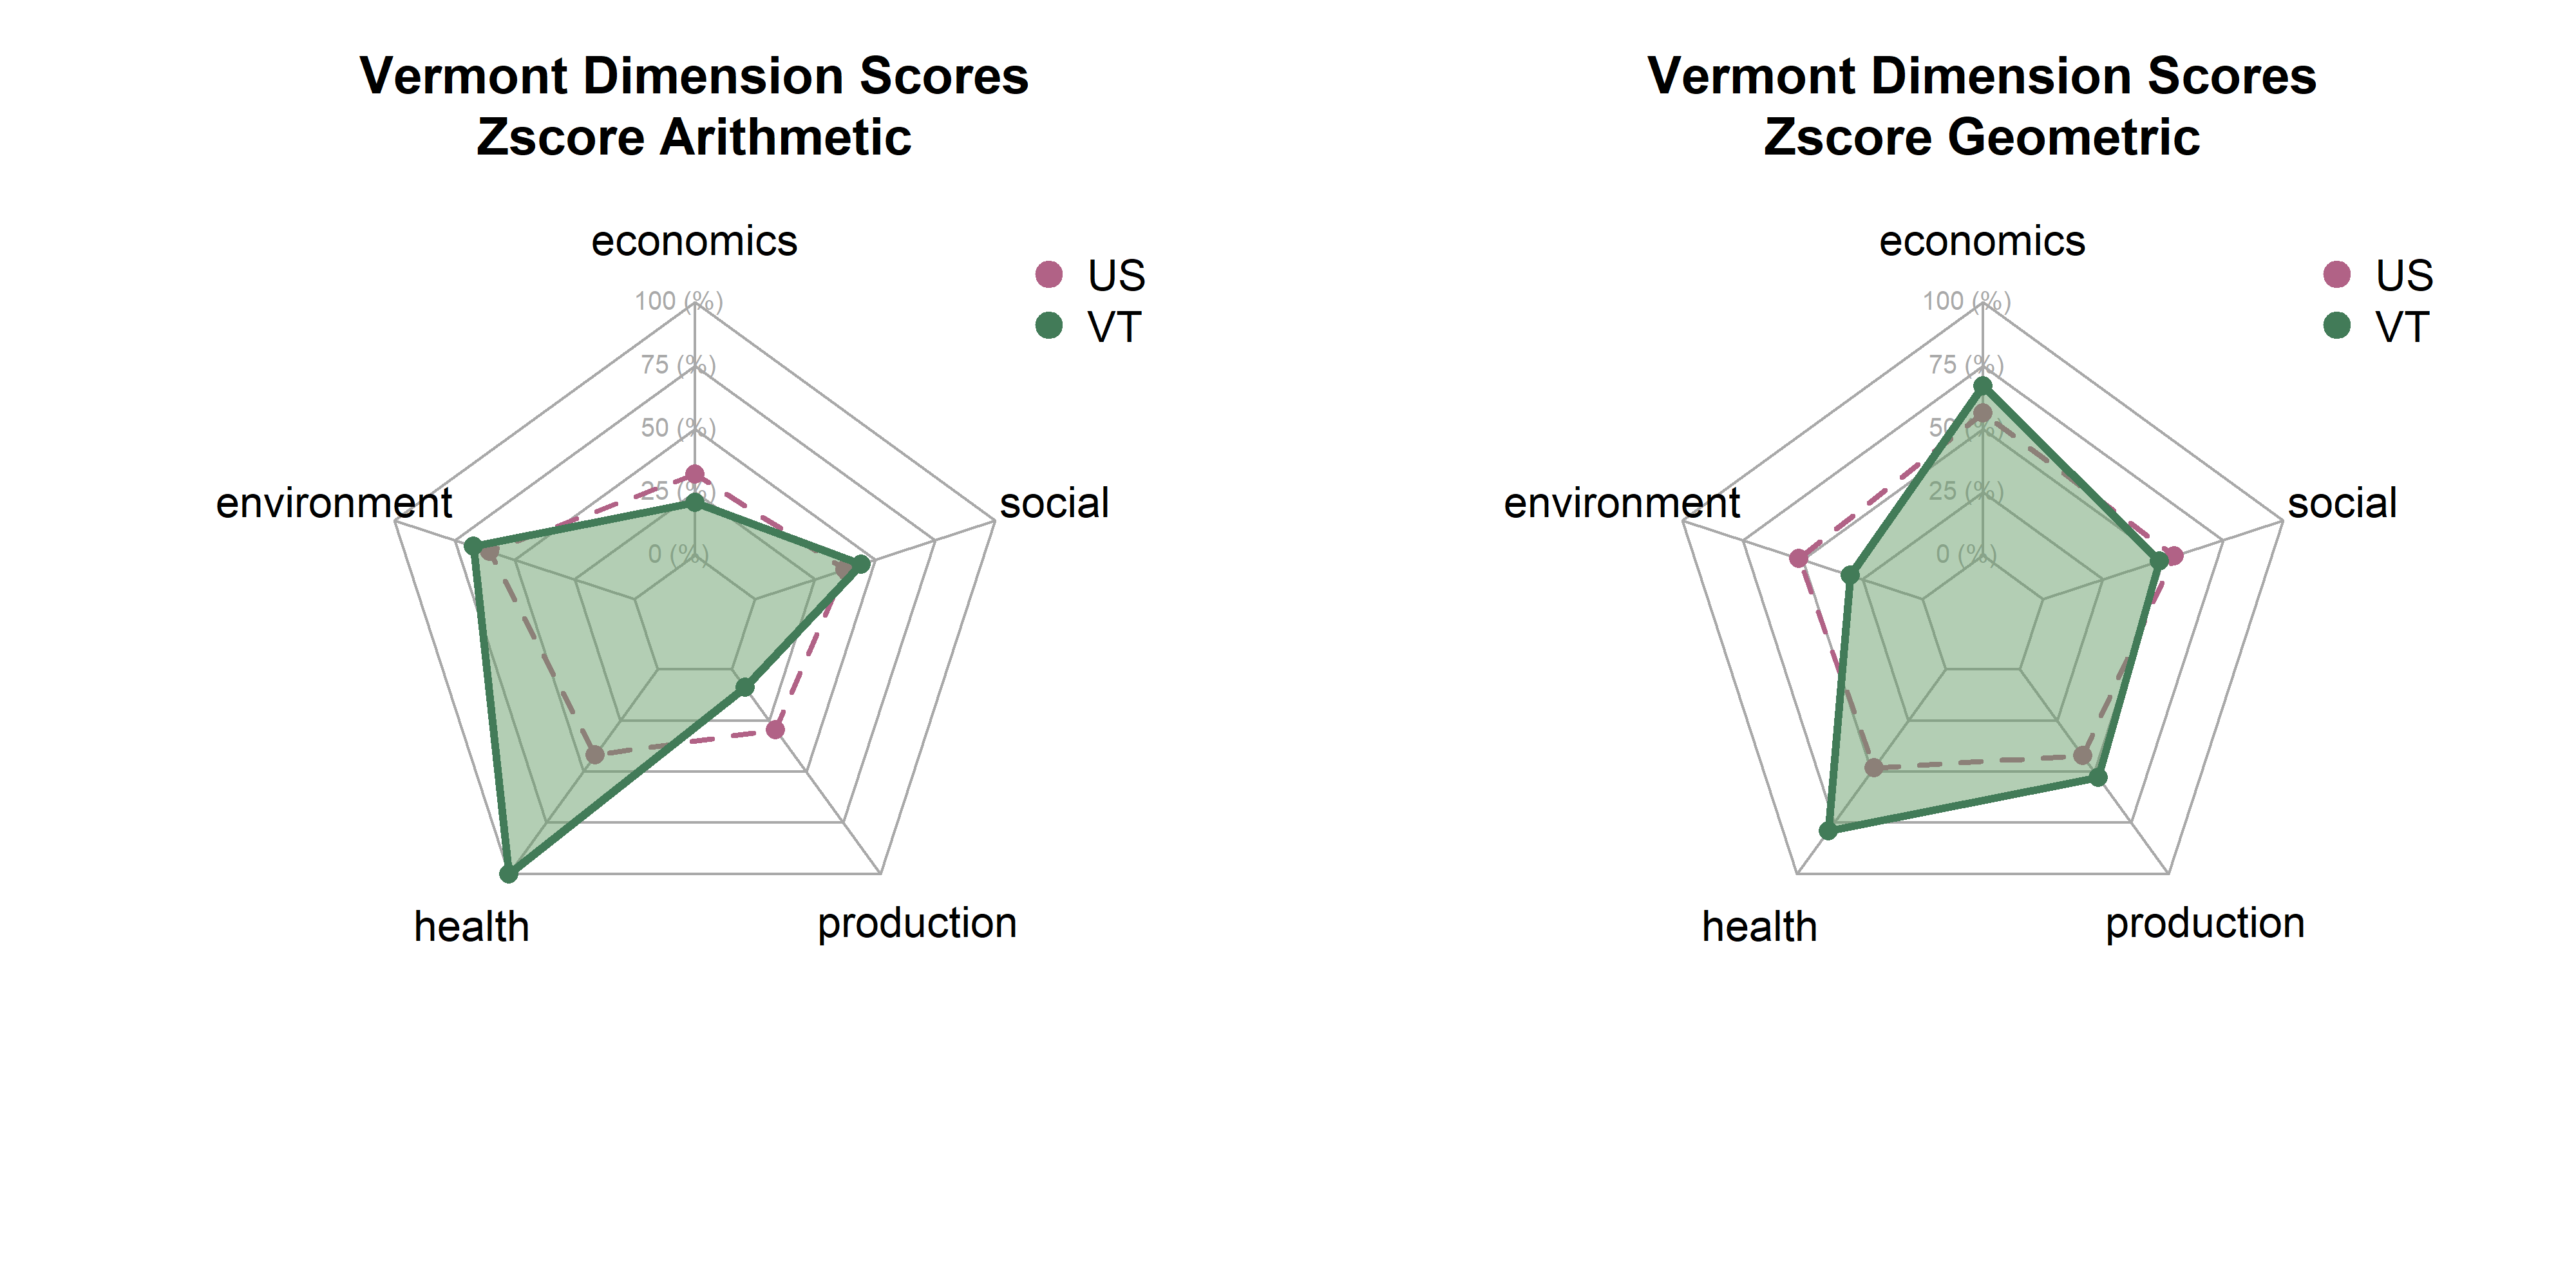 Vermont Dimension Scores
Zscore Arithmetic
economics
US
VT
100 (%)
75 (%)
50 (%)
25 (%)
0 (%)
environment
social
health
production
Vermont Dimension Scores
Zscore Geometric
economics
US
VT
100 (%)
75 (%)
50 (%)
25 (%)
0 (%)
environment
social
health
production